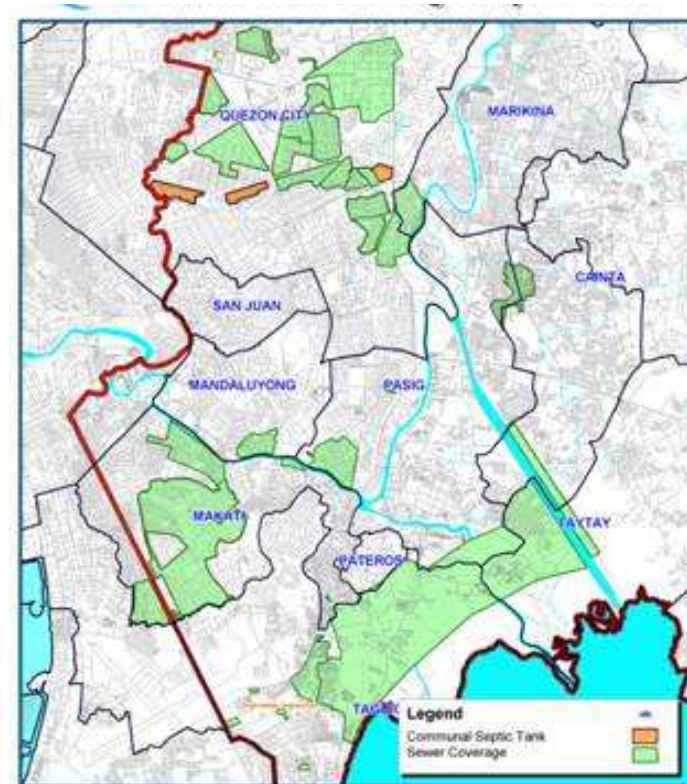 QUEZON CITY
MARIKINA
CAINTA
SAN JUAN
MANDALUYONG
PASIG
MAKATI
TAYTAY
PATEROS
Legend
Communal Septic Tank
Sewer Coverage